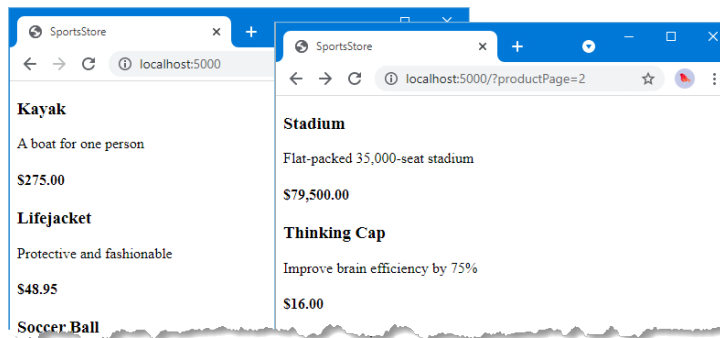 SportsStore
localhost:5000
Kayak
A boat for one person
$275.00
Lifejacket
Protective and fashionable
$48.95
Soccer Ball
SportsStore
localhost:5000/?productPage=2
Stadium
Flat-packed 35,000-seat stadium
$79,500.00
Thinking Cap
Improve brain efficiency by 75%
$16.00